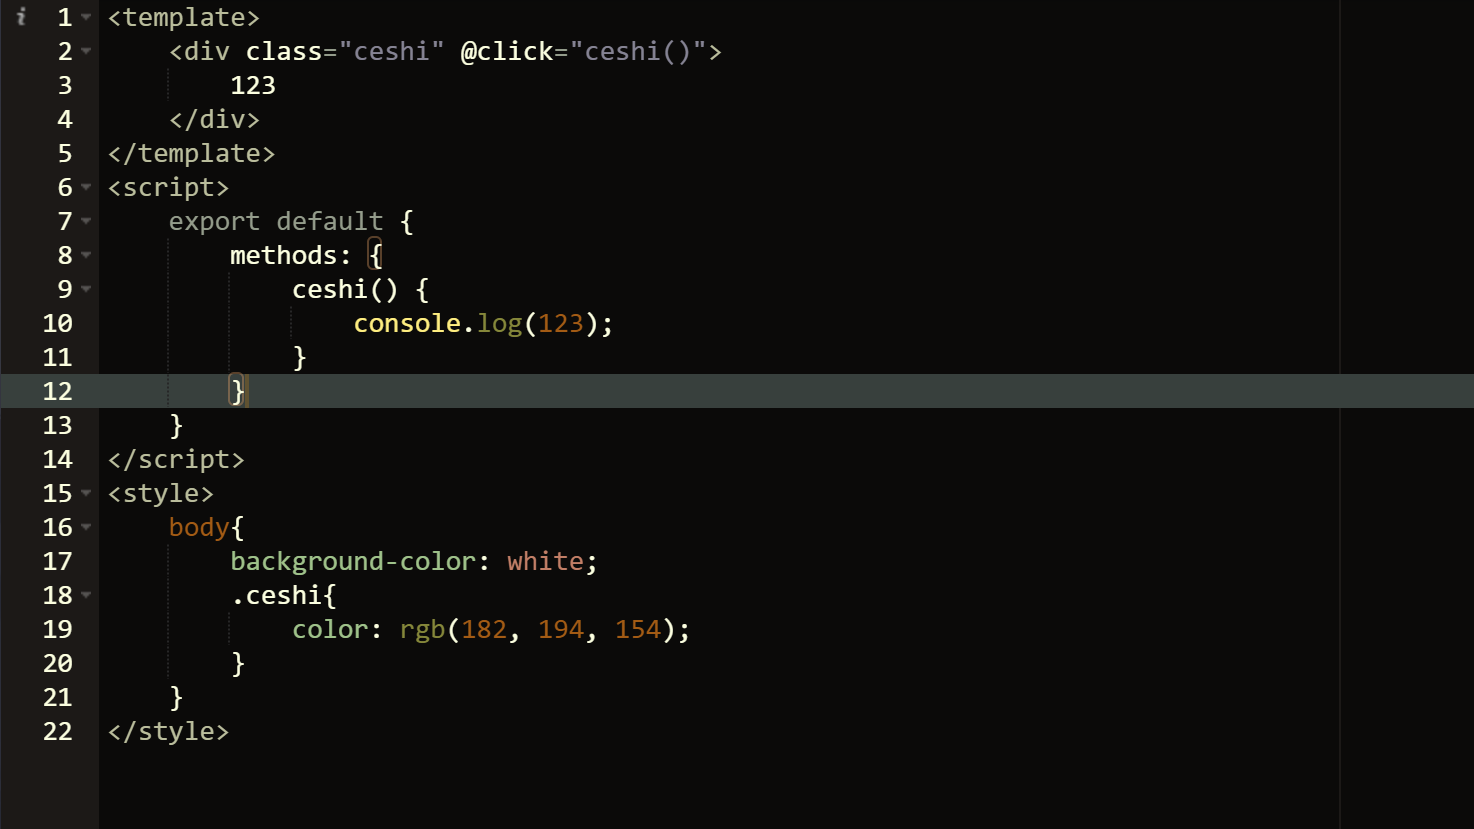 i 1 <template>
2 <div class="ceshi" @click="ceshi()">
3 123
4 </div>
5 </template>
6 <script>
7 export default {
8 methods: {
9 ceshi() {
10 console.log(123);
11 }
12 }
13 }
14 </script>
15 <style>
16 body{
17 background-color: white;
18 .ceshi{
19 color: rgb(182, 194, 154);
20 }
21 }
22 </style>